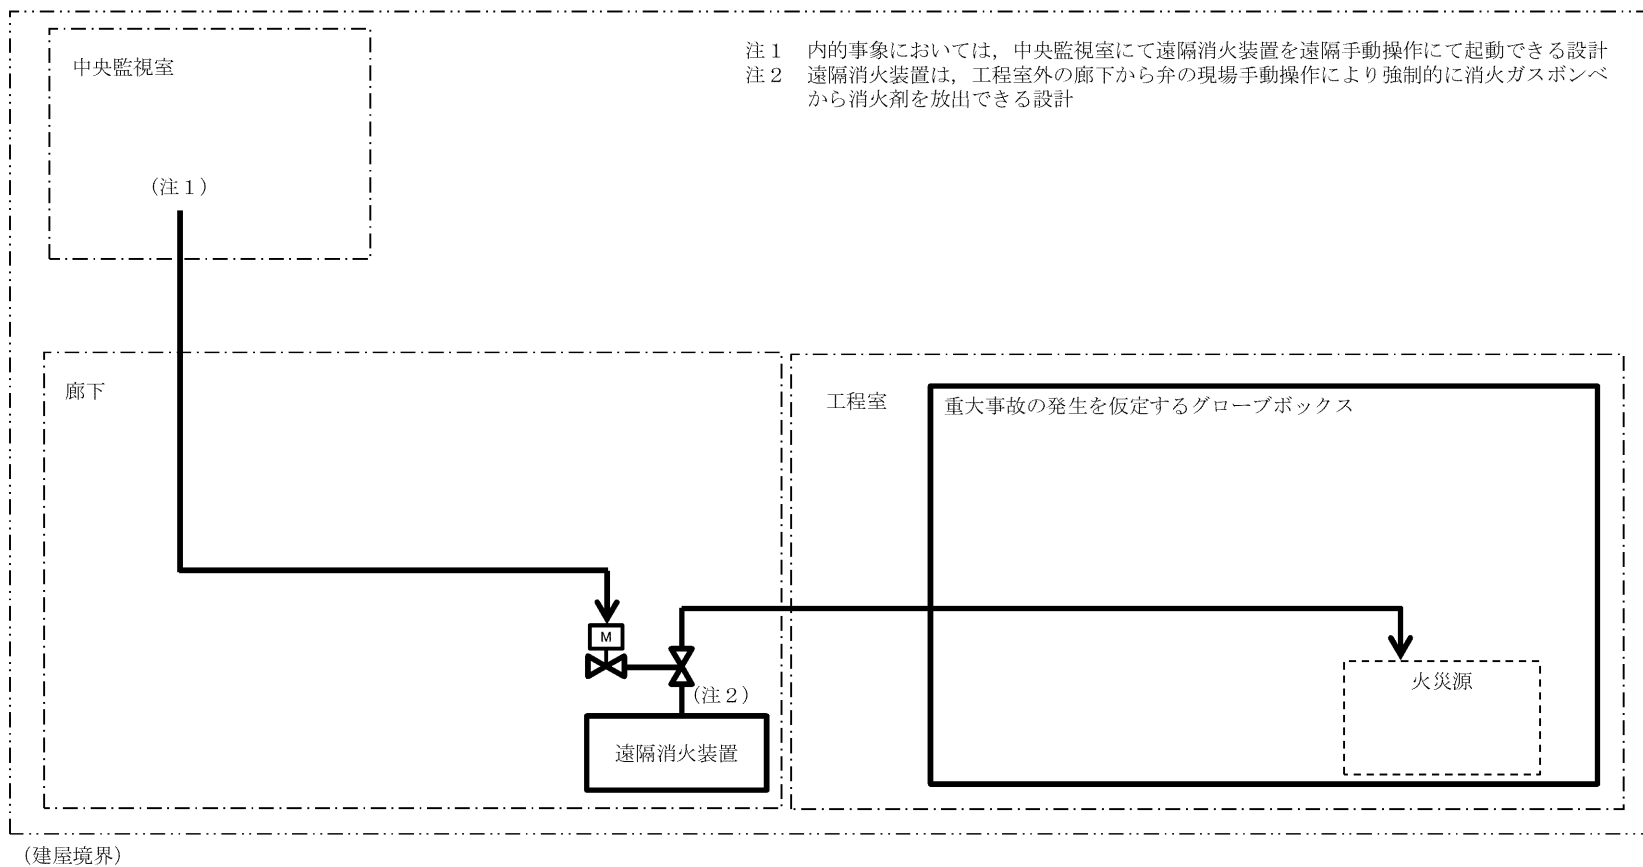 注１　内的事象においては，中央監視室にて遠隔消火装置を遠隔手動操作にて起動できる設計
注２　遠隔消火装置は，工程室外の廊下から弁の現場手動操作により強制的に消火ガスボンベ
から消火剤を放出できる設計
中央監視室
（注１）
廊下
工程室
重大事故の発生を仮定するグローブボックス
M
（注２）
火災源
遠隔消火装置
（建屋境界）